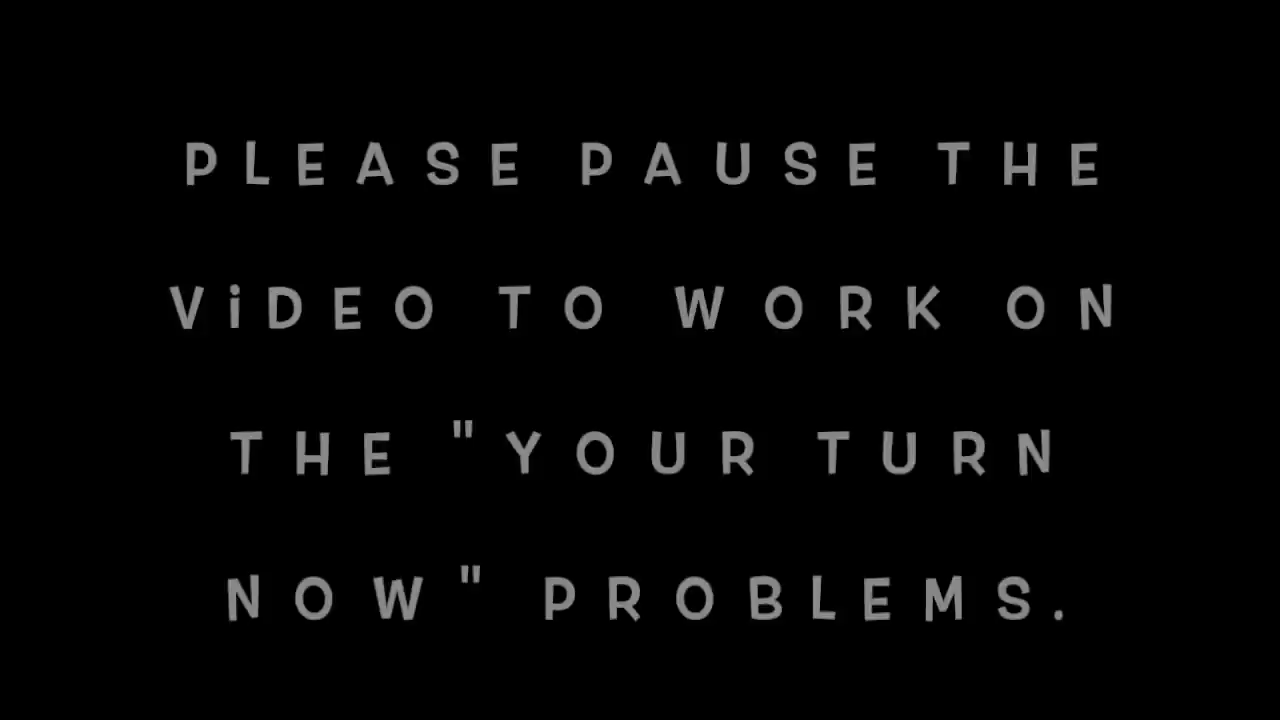 PLEASE PAUSE THE
ViDEO TO WORK ON
THE "YOUR TURN
NOW" PROBLEMS.